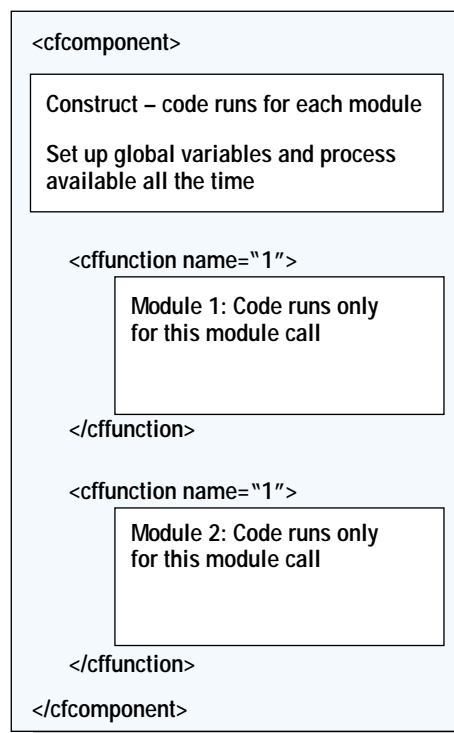 <cfcomponent>
Construct – code runs for each module
Set up global variables and process
available all the time
<cffunction name=“1”>
Module 1: Code runs only
for this module call
</cffunction>
<cffunction name=“1”>
Module 2: Code runs only
for this module call
</cffunction>
</cfcomponent>